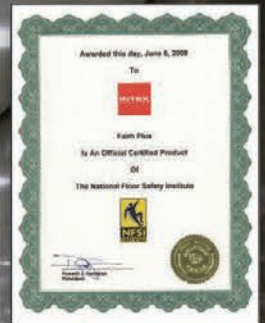 Awarded this day, June 6, 2008
To
INTEX
Faith Plus
Is An Official Certified Product
Of
The National Floor Safety Institute
NFSI
President